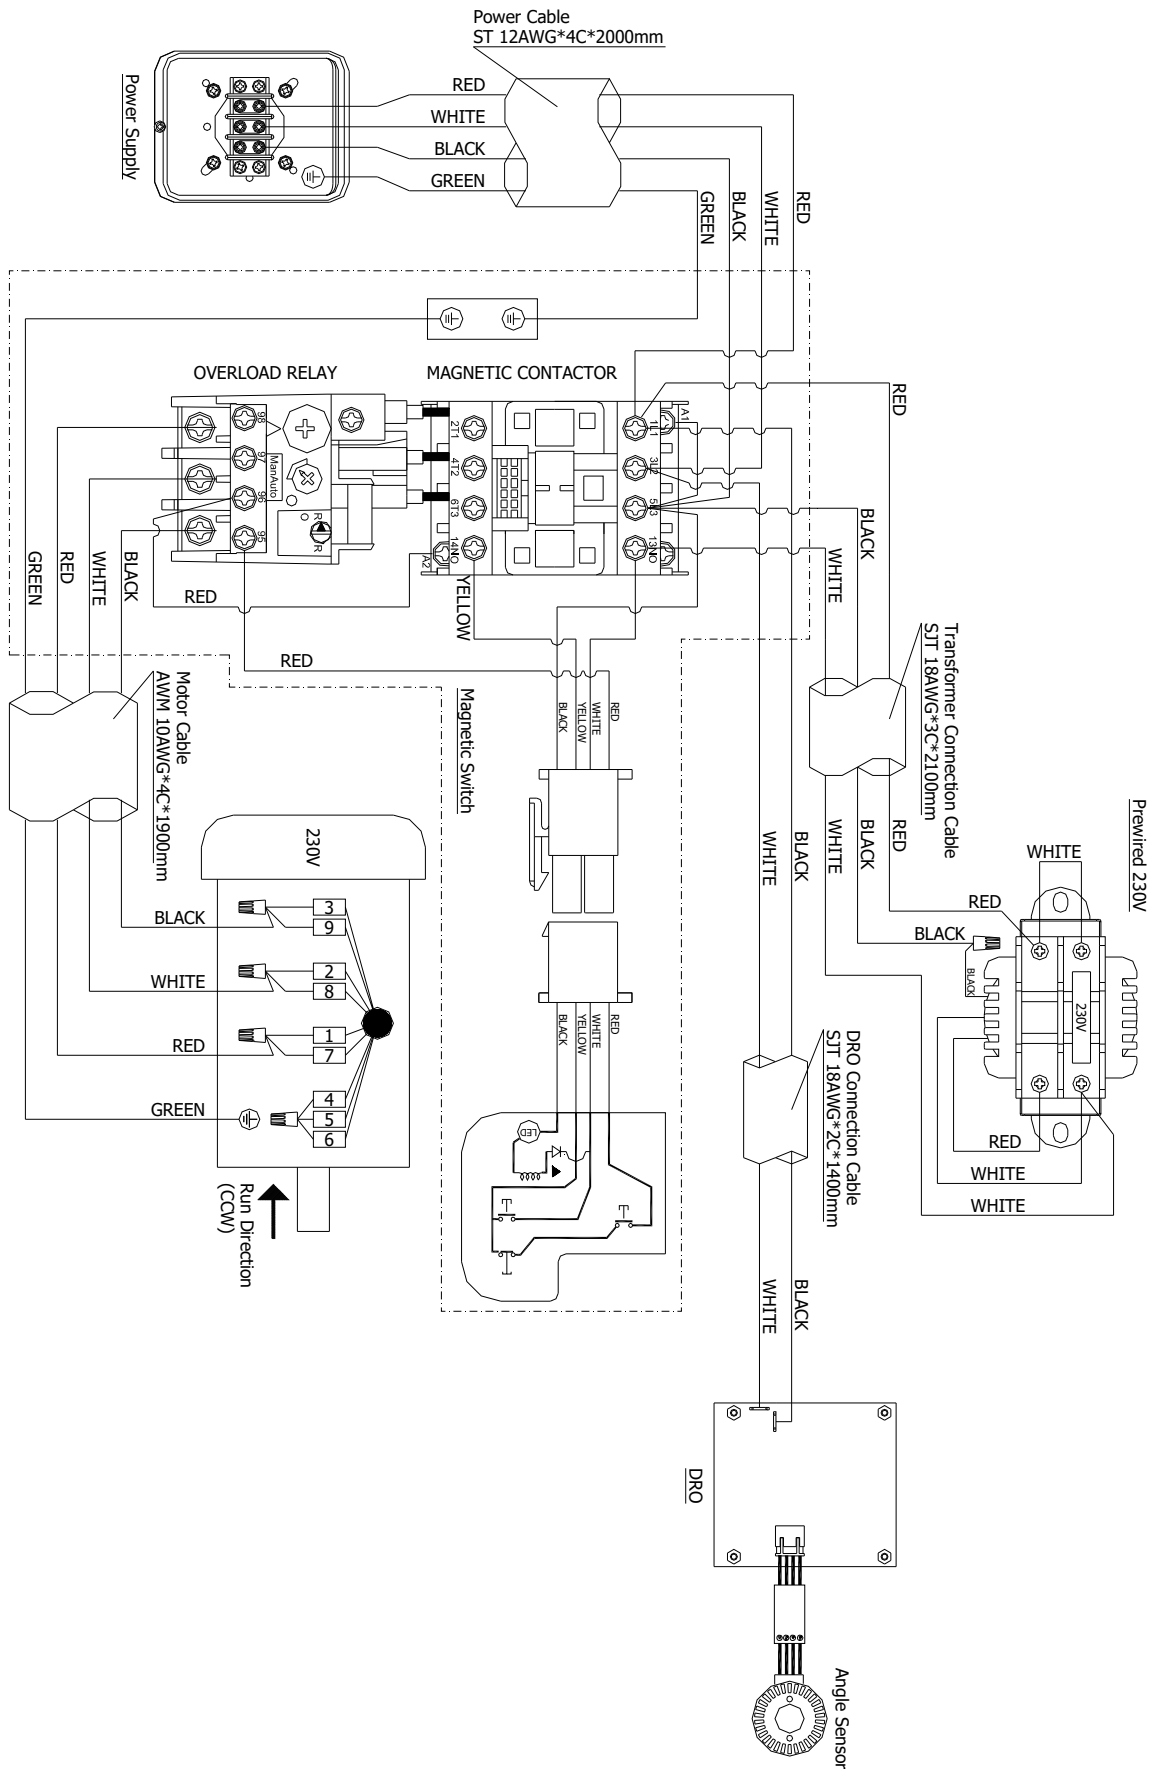 Power Cable
ST 12AWG*4C*2000mm
Power Supply
RED
WHITE
BLACK
GREEN
GREEN
BLACK
WHITE
RED
OVERLOAD RELAY
MAGNETIC CONTACTOR
RED
98
97
96
95
ManAuto
R
R
2T1
4T2
6T3
14NO
A2
A1
1L1
3L2
5L3
13NO
GREEN
RED
WHITE
BLACK
RED
YELLOW
BLACK
WHITE
RED
Motor Cable
AWM 10AWG*4C*1900mm
Magnetic Switch
BLACK
YELLOW
WHITE
RED
Transformer Connection Cable
SJT 18AWG*3C*2100mm
WHITE
BLACK
WHITE
BLACK
RED
Prewired 230V
WHITE
RED
BLACK
BLACK
230V
RED
WHITE
WHITE
230V
BLACK
3
9
WHITE
2
8
RED
1
7
GREEN
4
5
6
Run Direction
(CCW)
BLACK
YELLOW
WHITE
RED
LED
DRO Connection Cable
SJT 18AWG*2C*1400mm
WHITE
BLACK
DRO
Angle Sensor